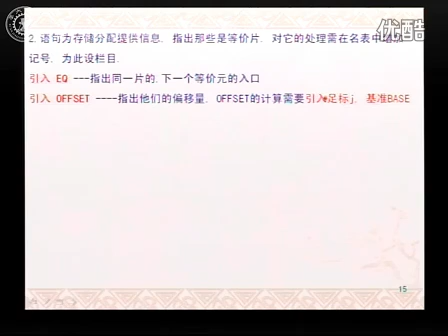 优酷
2.语句为存储分配提供信息, 指出那些是等价片, 对它的处理需在名表中
记号, 为此设栏目.
引入 EQ ---指出同一片的.下一个等价元的入口
引入 OFFSET ----指出他们的偏移量, OFFSET的计算需要引入足标j, 基准BASE
15